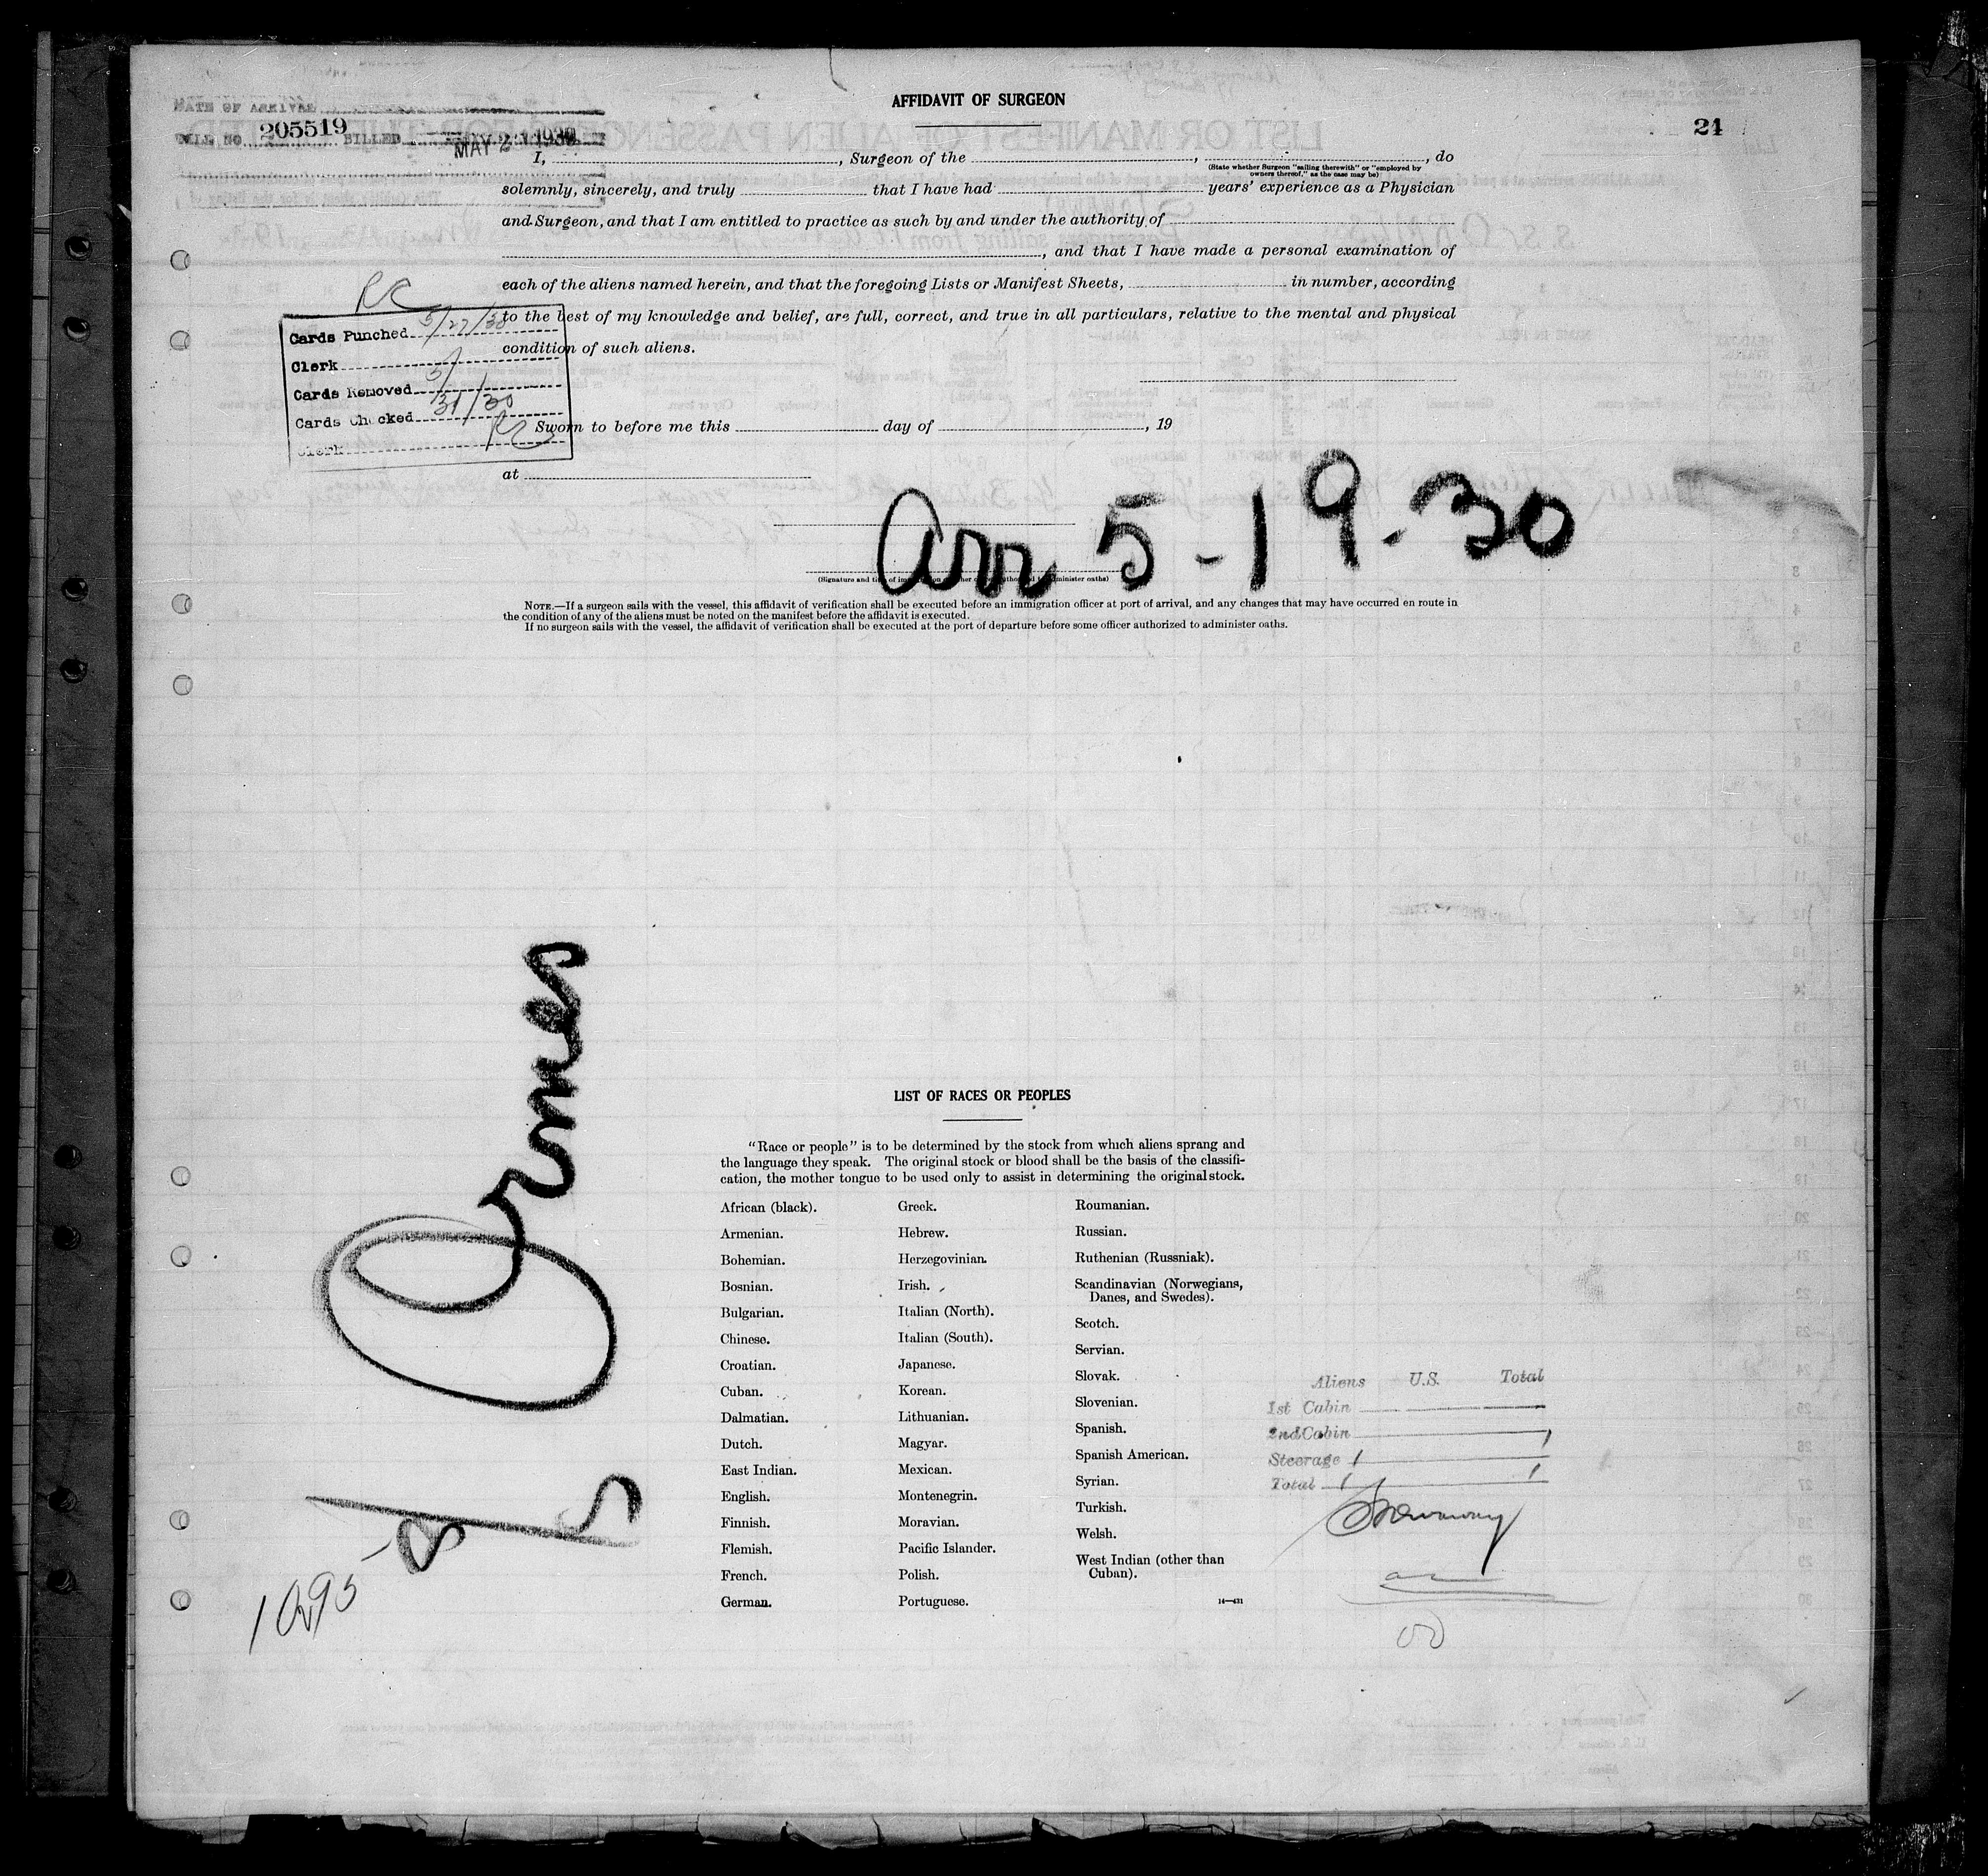 AFFIDAVIT OF SURGEON
24
DATE OF ARRIVAL
BILL NO 205519 BILLED MAY 2 1930
I, , Surgeon of the , , do
(State whether Surgeon "sailing therewith" or "employed by owners thereof," as the case may be)
solemnly, sincerely, and truly that I have had years' experience as a Physician
and Surgeon, and that I am entitled to practice as such by and under the authority of
, and that I have made a personal examination of
each of the aliens named herein, and that the foregoing Lists or Manifest Sheets, in number, according
to the best of my knowledge and belief, are full, correct, and true in all particulars, relative to the mental and physical
condition of such aliens.
RC
Cards Punched 5/27/30
Clerk
Cards Removed 5/
Cards Checked 31/30
Clerk RC
Sworn to before me this day of , 19
at
Arr 5-19-30
(Signature and title of immigration officer or other officer authorized to administer oaths)
NOTE.—If a surgeon sails with the vessel, this affidavit of verification shall be executed before an immigration officer at port of arrival, and any changes that may have occurred en route in
the condition of any of the aliens must be noted on the manifest before the affidavit is executed.
If no surgeon sails with the vessel, the affidavit of verification shall be executed at the port of departure before some officer authorized to administer oaths.
S/S Ormes
LIST OF RACES OR PEOPLES
"Race or people" is to be determined by the stock from which aliens sprang and
the language they speak. The original stock or blood shall be the basis of the classifi-
cation, the mother tongue to be used only to assist in determining the original stock.
African (black).
Armenian.
Bohemian.
Bosnian.
Bulgarian.
Chinese.
Croatian.
Cuban.
Dalmatian.
Dutch.
East Indian.
English.
Finnish.
Flemish.
French.
German.
Greek.
Hebrew.
Herzegovinian.
Irish.
Italian (North).
Italian (South).
Japanese.
Korean.
Lithuanian.
Magyar.
Mexican.
Montenegrin.
Moravian.
Pacific Islander.
Polish.
Portuguese.
Roumanian.
Russian.
Ruthenian (Russniak).
Scandinavian (Norwegians,
Danes, and Swedes).
Scotch.
Servian.
Slovak.
Slovenian.
Spanish.
Spanish American.
Syrian.
Turkish.
Welsh.
West Indian (other than
Cuban).
14—431
Aliens U.S. Total
1st Cabin
2nd Cabin 1
Steerage 1
Total 1 1
Stowaway